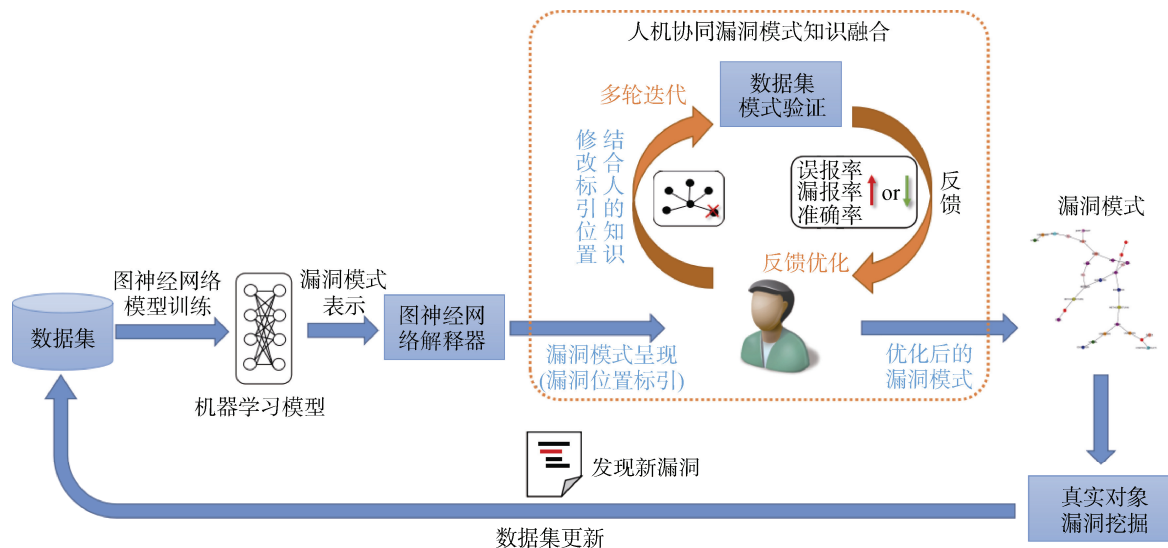 人机协同漏洞模式知识融合
多轮迭代
数据集
模式验证
结合人的知识
修改标引位置
误报率
漏报率
准确率
or
反馈
反馈优化
漏洞模式
数据集
图神经网络
模型训练
机器学习模型
漏洞模式
表示
图神经网
络解释器
漏洞模式呈现
(漏洞位置标引)
优化后的
漏洞模式
发现新漏洞
数据集更新
真实对象
漏洞挖掘